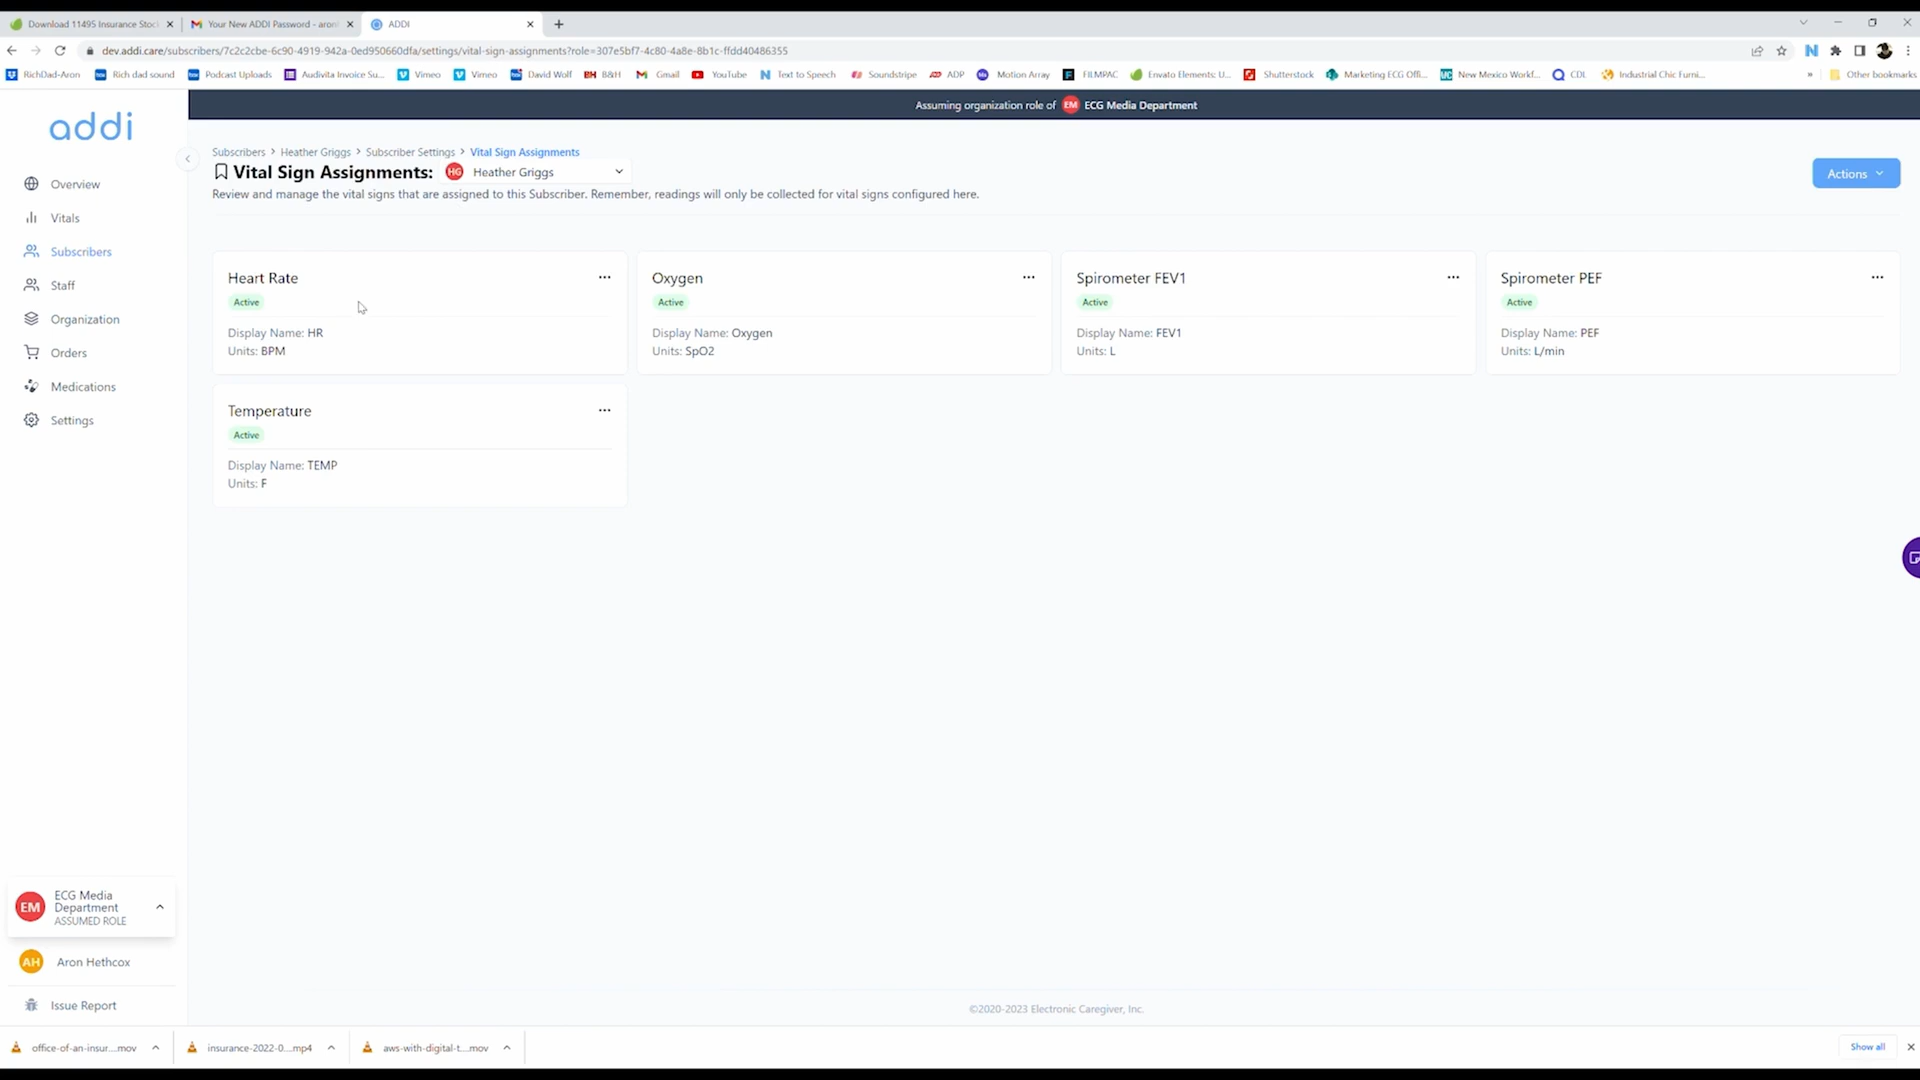 Download 11495 Insurance Stoc
Your New ADDI Password - aron
ADDI
dev.addi.care/subscribers/7c2c2cbe-6c90-4919-942a-0ed950660dfa/settings/vital-sign-assignments?role=307e5bf7-4c80-4a8e-8b1c-ffdd40486355
RichDad-Aron
Rich dad sound
Podcast Uploads
Audivita Invoice Su...
Vimeo
Vimeo
David Wolf
BH B&H
Gmail
YouTube
Text to Speech
Soundstripe
ADP
Motion Array
FILMPAC
Envato Elements: U...
Shutterstock
Marketing ECG Offi...
New Mexico Workf...
CDL
Industrial Chic Furni...
»
Other bookmarks
Assuming organization role of EM ECG Media Department
addi
Overview
Vitals
Subscribers
Staff
Organization
Orders
Medications
Settings
Subscribers > Heather Griggs > Subscriber Settings > Vital Sign Assignments
Vital Sign Assignments: HG Heather Griggs
Review and manage the vital signs that are assigned to this Subscriber. Remember, readings will only be collected for vital signs configured here.
Actions
Heart Rate
Active
Display Name: HR
Units: BPM
Oxygen
Active
Display Name: Oxygen
Units: SpO2
Spirometer FEV1
Active
Display Name: FEV1
Units: L
Spirometer PEF
Active
Display Name: PEF
Units: L/min
Temperature
Active
Display Name: TEMP
Units: F
EM
ECG Media
Department
ASSUMED ROLE
AH Aron Hethcox
Issue Report
©2020-2023 Electronic Caregiver, Inc.
office-of-an-insur....mov
insurance-2022-0....mp4
aws-with-digital-t....mov
Show all